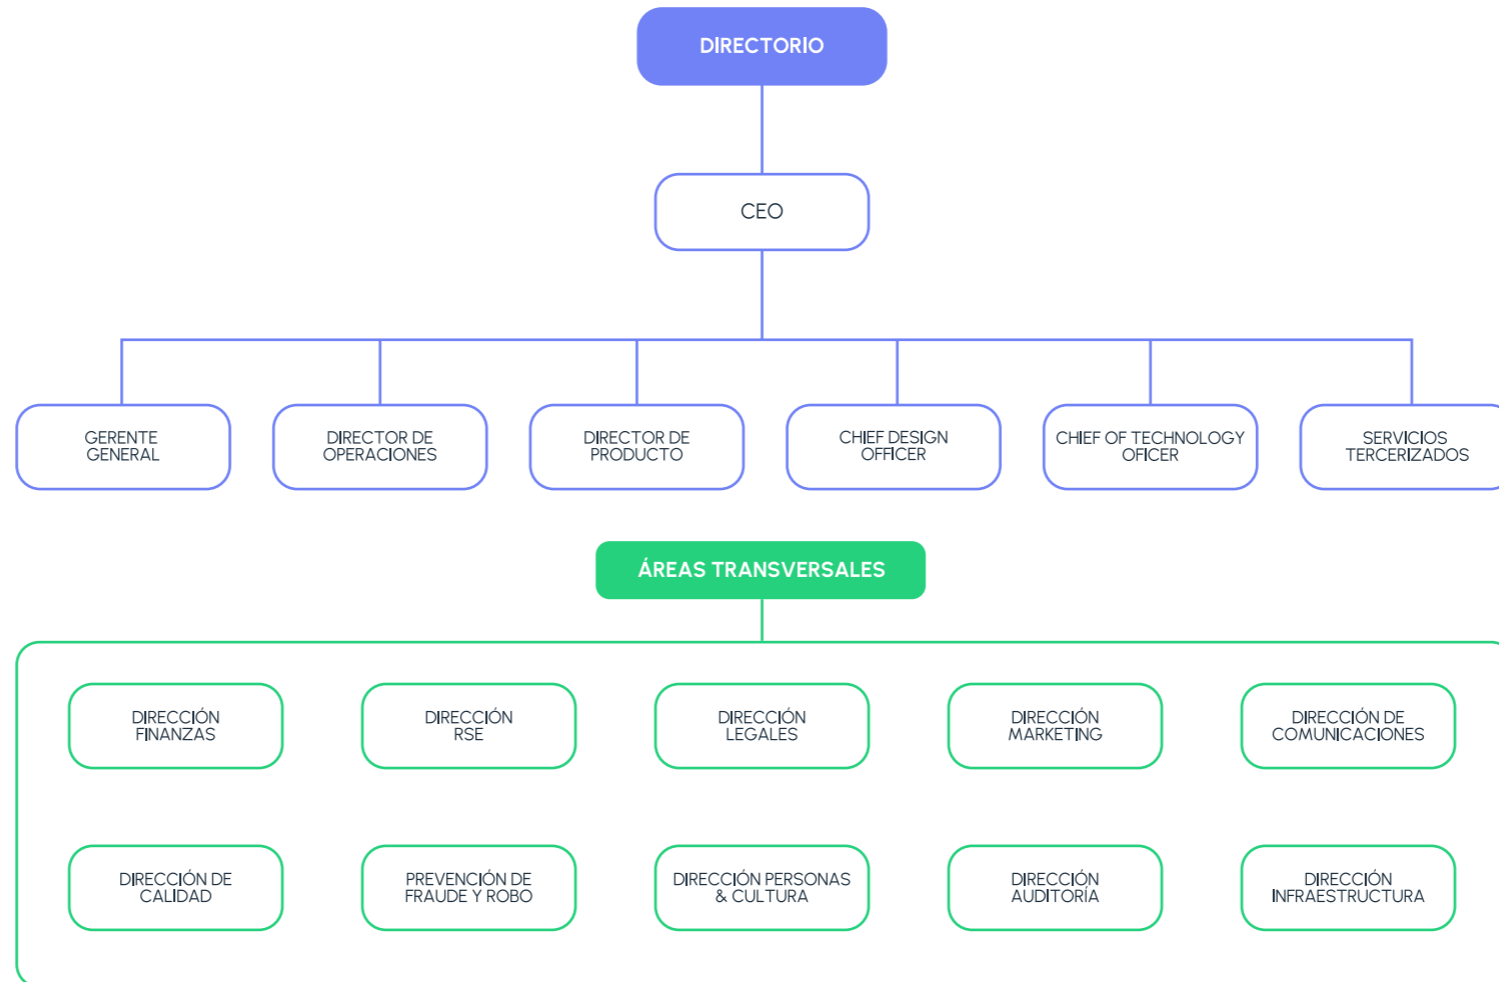 DIRECTORIO
CEO
GERENTE
GENERAL
DIRECTOR DE
OPERACIONES
DIRECTOR DE
PRODUCTO
CHIEF DESIGN
OFFICER
CHIEF OF TECHNOLOGY
OFICER
SERVICIOS
TERCERIZADOS
ÁREAS TRANSVERSALES
DIRECCIÓN
FINANZAS
DIRECCIÓN
RSE
DIRECCIÓN
LEGALES
DIRECCIÓN
MARKETING
DIRECCIÓN DE
COMUNICACIONES
DIRECCIÓN DE
CALIDAD
PREVENCIÓN DE
FRAUDE Y ROBO
DIRECCIÓN PERSONAS
& CULTURA
DIRECCIÓN
AUDITORÍA
DIRECCIÓN
INFRAESTRUCTURA